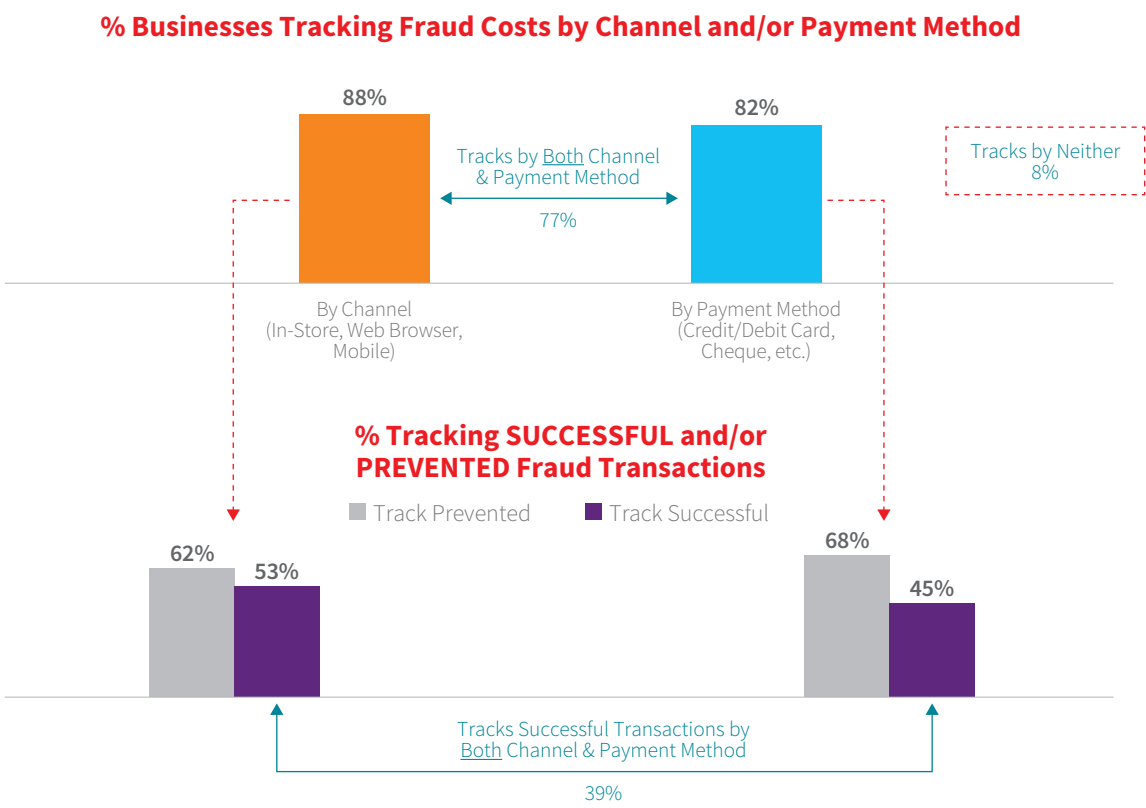 % Businesses Tracking Fraud Costs by Channel and/or Payment Method
88%
82%
Tracks by Both Channel
& Payment Method
77%
Tracks by Neither
8%
By Channel
(In-Store, Web Browser,
Mobile)
By Payment Method
(Credit/Debit Card,
Cheque, etc.)
% Tracking SUCCESSFUL and/or
PREVENTED Fraud Transactions
Track Prevented
Track Successful
62%
53%
68%
45%
Tracks Successful Transactions by
Both Channel & Payment Method
39%